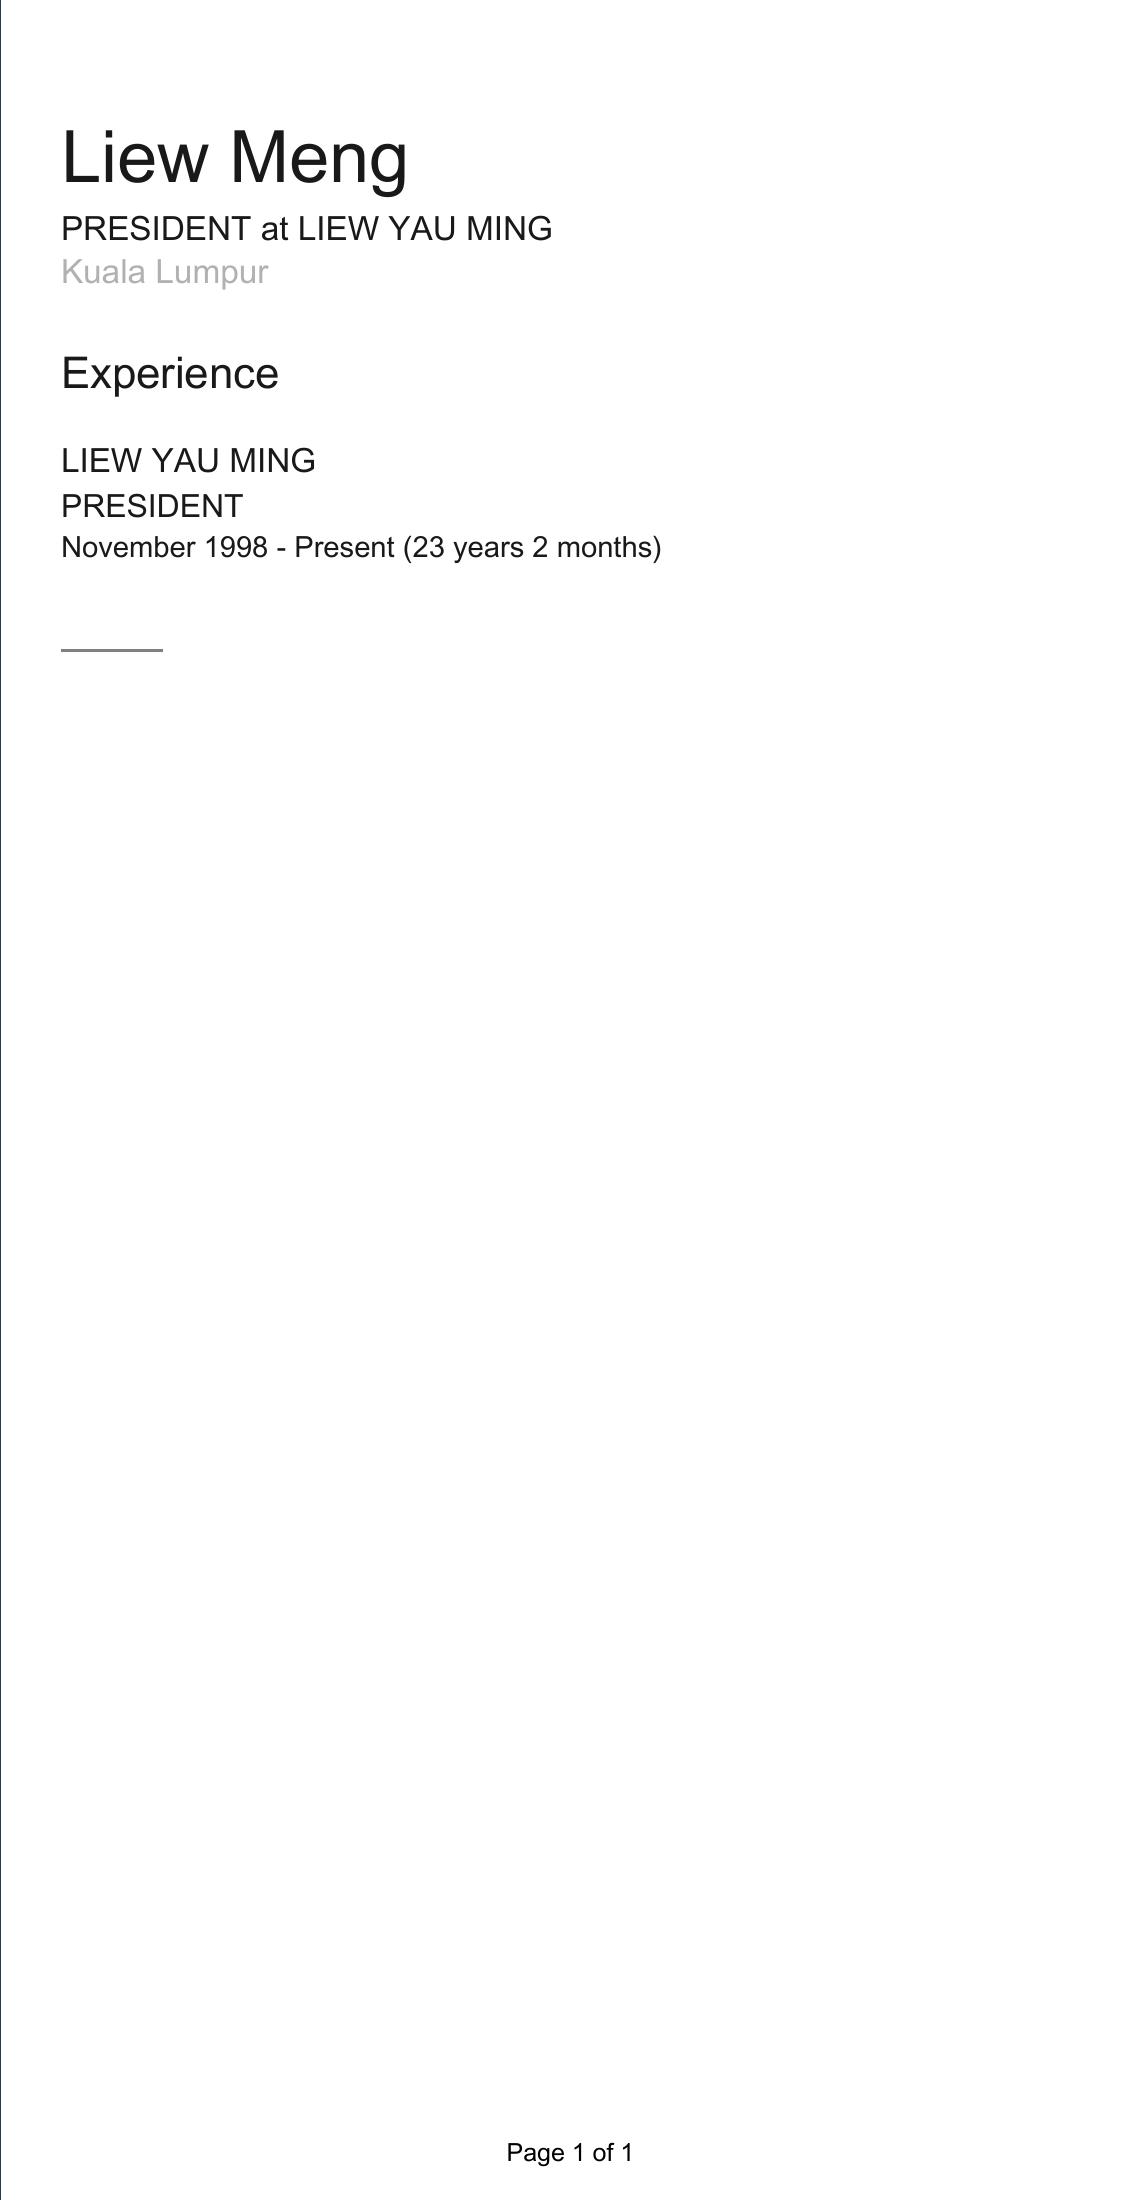 Liew Meng
PRESIDENT at LIEW YAU MING
Kuala Lumpur
Experience
LIEW YAU MING
PRESIDENT
November 1998 - Present (23 years 2 months)
Page 1 of 1